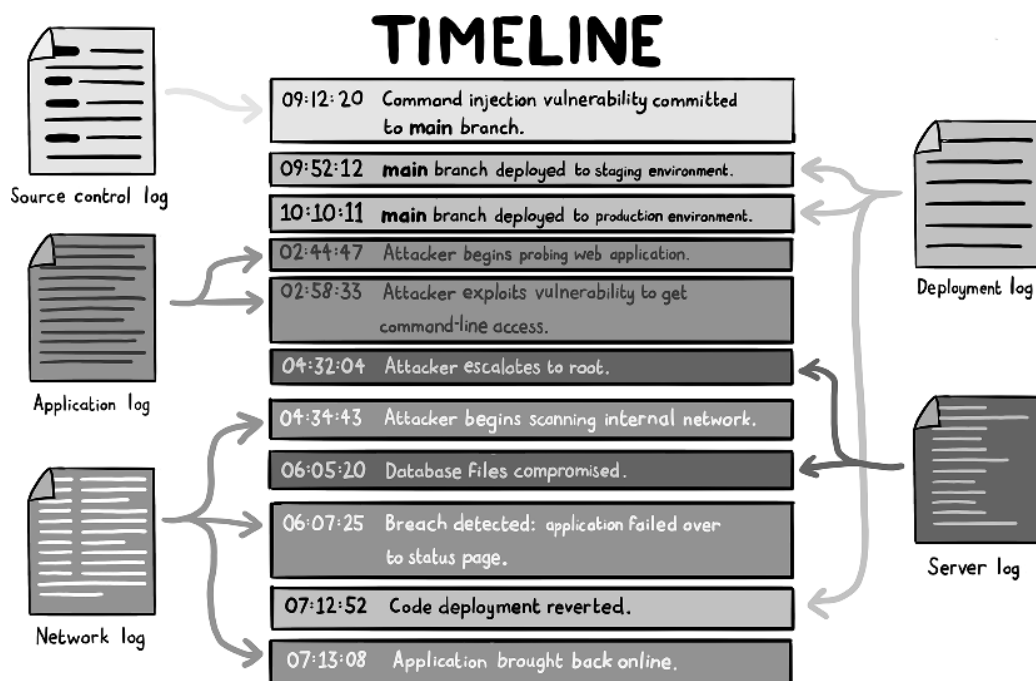 TIMELINE
09:12:20 Command injection vulnerability committed
to main branch.
Source control log
09:52:12 main branch deployed to staging environment.
10:10:11 main branch deployed to production environment.
Deployment log
02:44:47 Attacker begins probing web application.
02:58:33 Attacker exploits vulnerability to get
command-line access.
Application log
04:32:04 Attacker escalates to root.
04:34:43 Attacker begins scanning internal network.
06:05:20 Database files compromised.
Server log
06:07:25 Breach detected: application failed over
to status page.
Network log
07:12:52 Code deployment reverted.
07:13:08 Application brought back online.